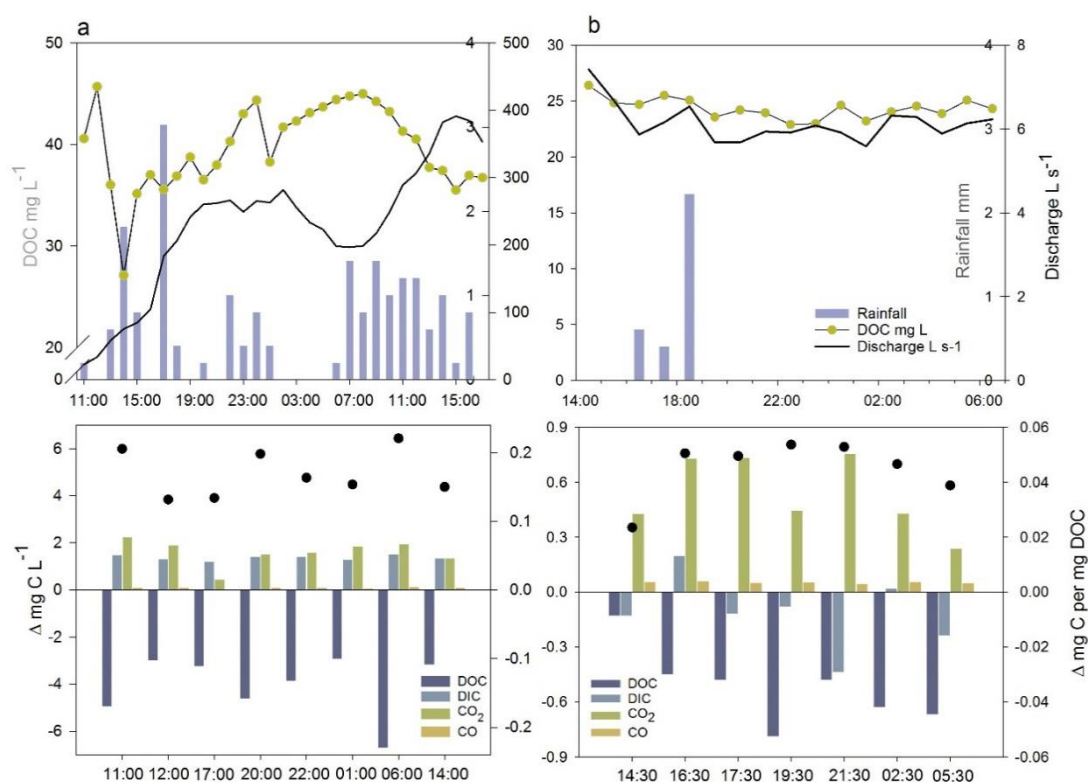 a
50
40
30
20
0
DOC mg L⁻¹
4
3
2
1
0
500
400
300
200
100
0
11:00 15:00 19:00 23:00 03:00 07:00 11:00 15:00
b
30
25
20
15
10
5
0
4
3
2
1
0
Rainfall mm
8
6
4
2
0
Discharge L s⁻¹
Rainfall
DOC mg L
Discharge L s-1
14:00 18:00 22:00 02:00 06:00
6
4
2
0
-2
-4
-6
Δ mg C L⁻¹
0.2
0.1
0.0
-0.1
-0.2
DOC
DIC
CO₂
CO
11:00 12:00 17:00 20:00 22:00 01:00 06:00 14:00
0.9
0.6
0.3
0.0
-0.3
-0.6
-0.9
0.06
0.04
0.02
0.00
-0.02
-0.04
-0.06
Δ mg C per mg DOC
DOC
DIC
CO₂
CO
14:30 16:30 17:30 19:30 21:30 02:30 05:30